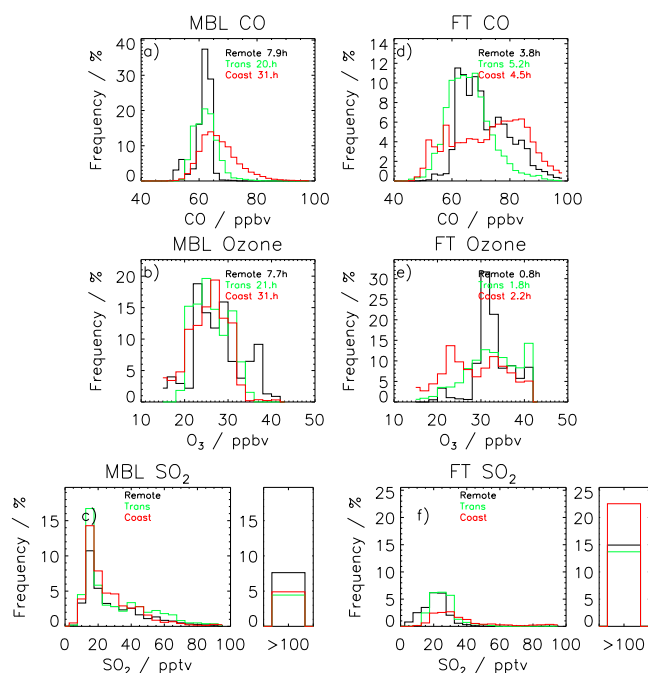 MBL CO
a)
Remote 7.9h
Trans 20.h
Coast 31.h
Frequency / %
40
30
20
10
0
40 60 80 100
CO / ppbv
FT CO
d)
Remote 3.8h
Trans 5.2h
Coast 4.5h
Frequency / %
14
12
10
8
6
4
2
0
40 60 80 100
CO / ppbv
MBL Ozone
b)
Remote 7.7h
Trans 21.h
Coast 31.h
Frequency / %
20
15
10
5
0
10 20 30 40 50
O3 / ppbv
FT Ozone
e)
Remote 0.8h
Trans 1.8h
Coast 2.2h
Frequency / %
30
25
20
15
10
5
0
10 20 30 40 50
O3 / ppbv
MBL SO2
c)
Remote
Trans
Coast
Frequency / %
15
10
5
0
0 20 40 60 80 100
SO2 / pptv
15
10
5
0
>100
FT SO2
f)
Remote
Trans
Coast
Frequency / %
25
20
15
10
5
0
0 20 40 60 80 100
SO2 / pptv
25
20
15
10
5
0
>100